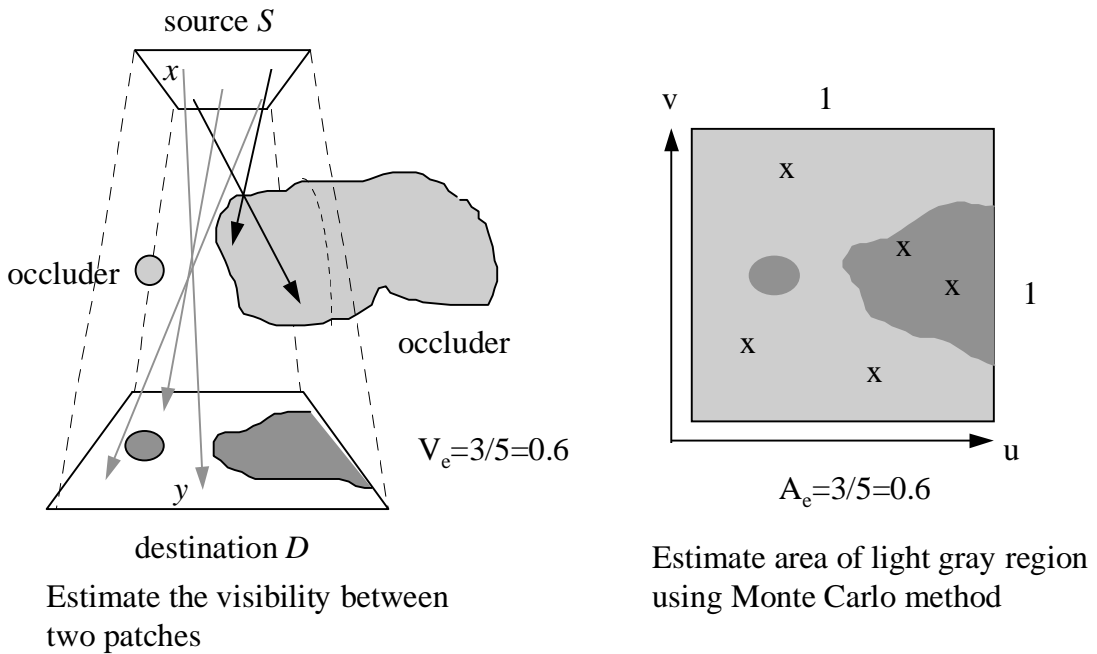 source S
x
occluder
occluder
y
V_e=3/5=0.6
destination D
Estimate the visibility between
two patches
v
1
x
x
x
1
x
x
u
A_e=3/5=0.6
Estimate area of light gray region
using Monte Carlo method